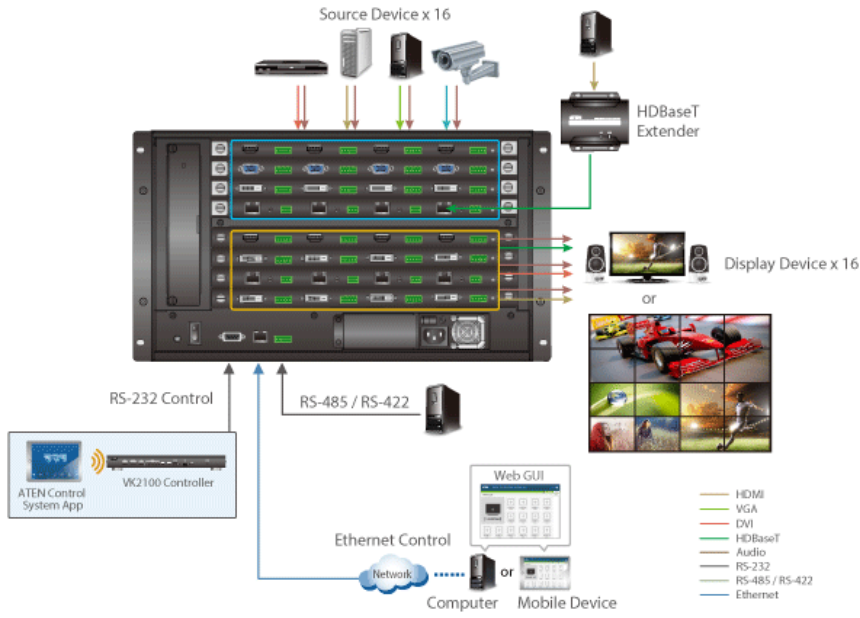 Source Device x 16
HDBaseT
Extender
Display Device x 16
or
RS-232 Control
RS-485 / RS-422
ATEN Control
System App
VK2100 Controller
Web GUI
Ethernet Control
Network
or
Computer
Mobile Device
HDMI
VGA
DVI
HDBaseT
Audio
RS-232
RS-485 / RS-422
Ethernet